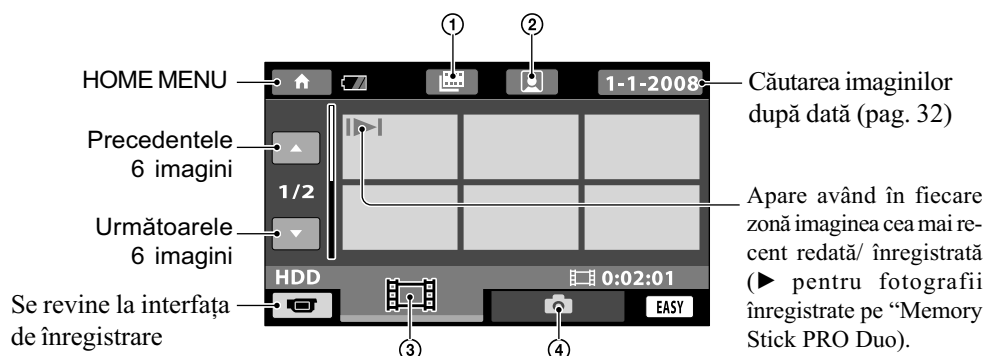 ① ②
HOME MENU
1-1-2008
Căutarea imaginilor
după dată (pag. 32)
Precedentele
6 imagini
1/2
Următoarele
6 imagini
Apare având în fiecare
zonă imaginea cea mai re-
cent redată/ înregistrată
(► pentru fotografii
înregistrate pe “Memory
Stick PRO Duo).
HDD
0:02:01
Se revine la interfața
de înregistrare
EASY
③ ④